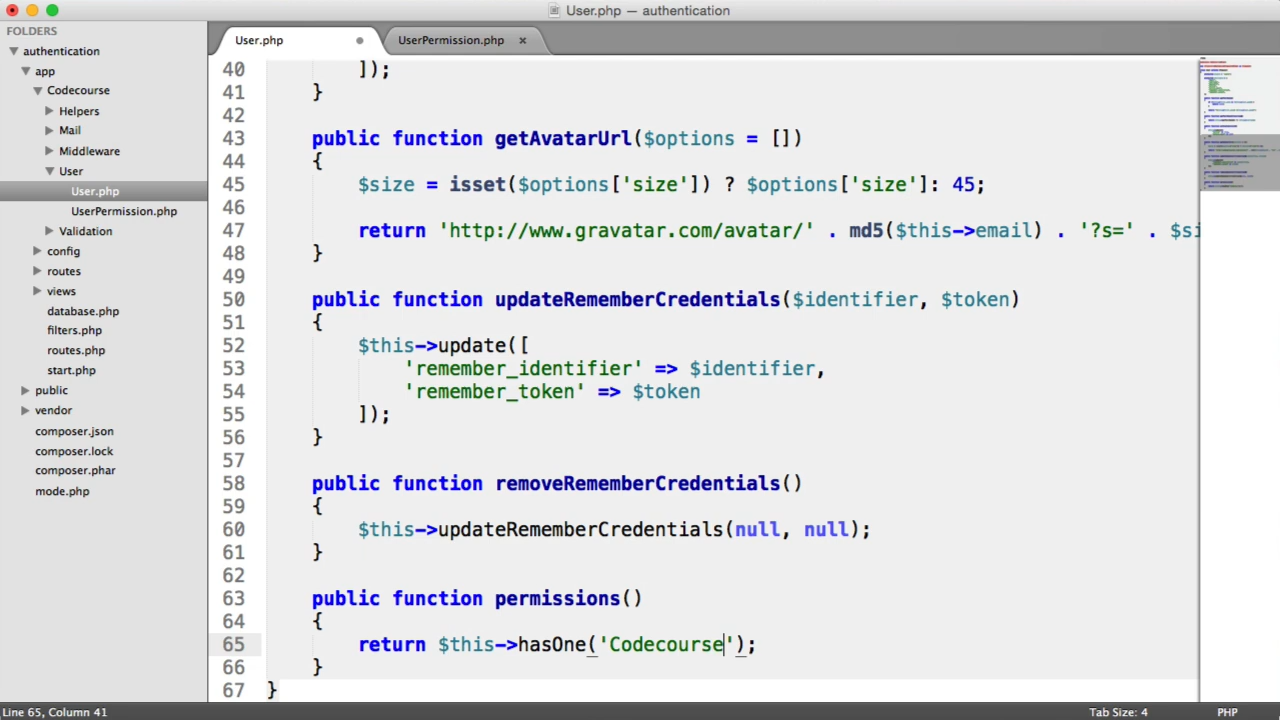 User.php — authentication
FOLDERS
authentication
app
Codecourse
Helpers
Mail
Middleware
User
User.php
UserPermission.php
Validation
config
routes
views
database.php
filters.php
routes.php
start.php
public
vendor
composer.json
composer.lock
composer.phar
mode.php
User.php
UserPermission.php ×
40 ]);
41 }
42
43 public function getAvatarUrl($options = [])
44 {
45 $size = isset($options['size']) ? $options['size']: 45;
46
47 return 'http://www.gravatar.com/avatar/' . md5($this->email) . '?s=' . $si
48 }
49
50 public function updateRememberCredentials($identifier, $token)
51 {
52 $this->update([
53 'remember_identifier' => $identifier,
54 'remember_token' => $token
55 ]);
56 }
57
58 public function removeRememberCredentials()
59 {
60 $this->updateRememberCredentials(null, null);
61 }
62
63 public function permissions()
64 {
65 return $this->hasOne('Codecourse');
66 }
67 }
Line 65, Column 41
Tab Size: 4
PHP